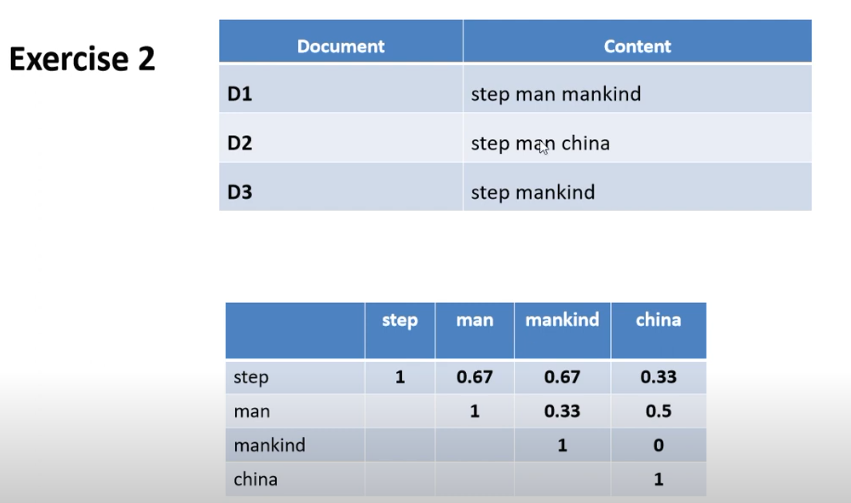 Exercise 2
Document Content
D1 step man mankind
D2 step man china
D3 step mankind
step man mankind china
step 1 0.67 0.67 0.33
man 1 0.33 0.5
mankind 1 0
china 1